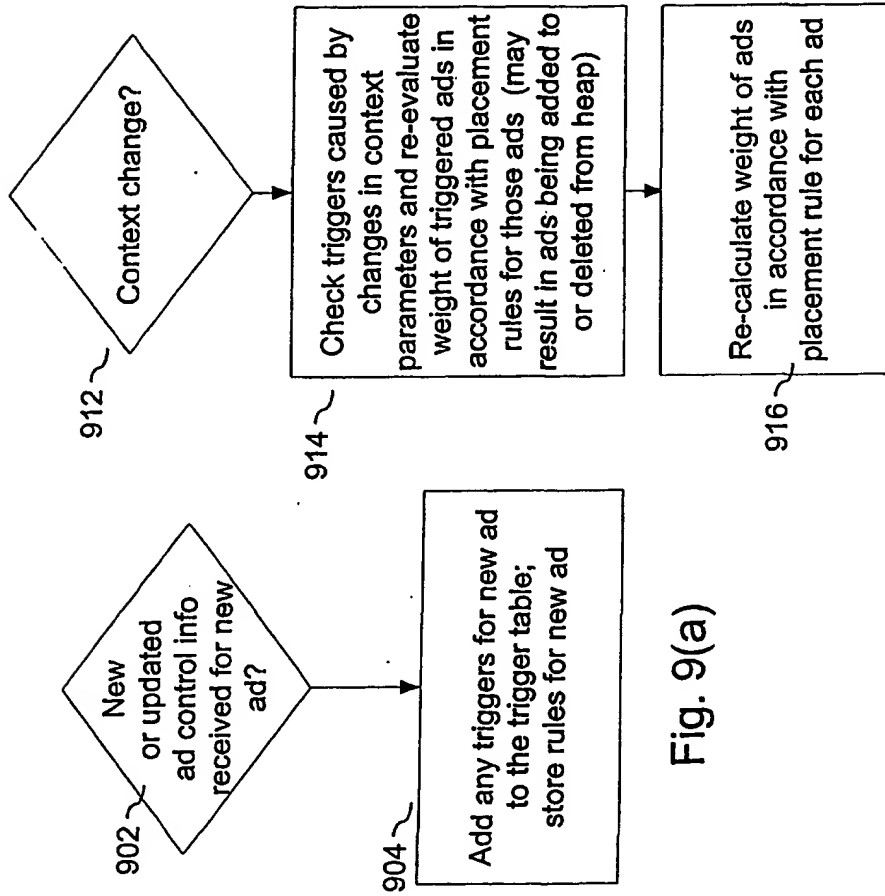 902
New
or updated
ad control info
received for new
ad?
904
Add any triggers for new ad
to the trigger table;
store rules for new ad
912
Context change?
914
Check triggers caused by
changes in context
parameters and re-evaluate
weight of triggered ads in
accordance with placement
rules for those ads (may
result in ads being added to
or deleted from heap)
916
Re-calculate weight of ads
in accordance with
placement rule for each ad
Fig. 9(a)